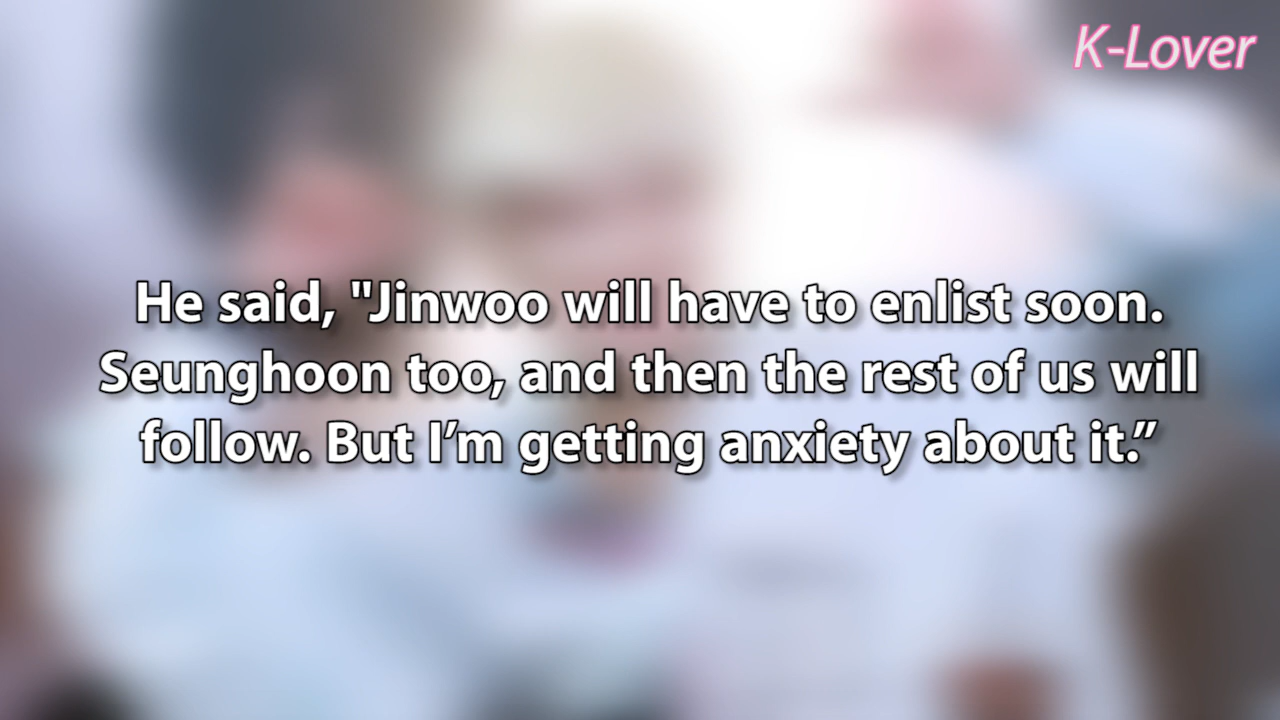 K-Lover
He said, "Jinwoo will have to enlist soon.
Seunghoon too, and then the rest of us will
follow. But I’m getting anxiety about it.”